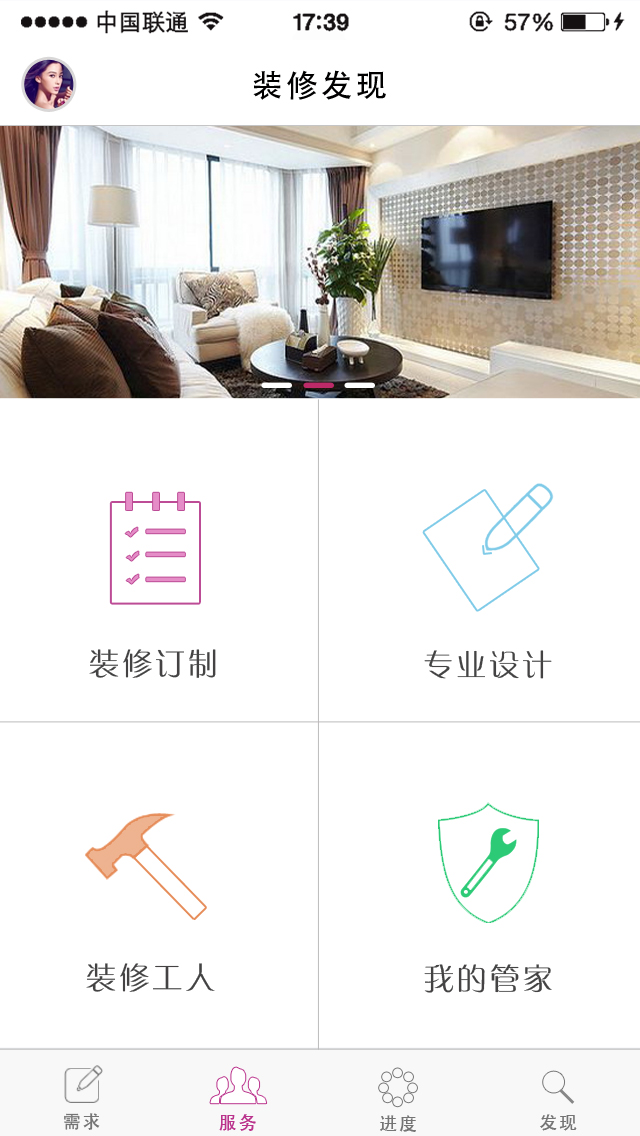 中国联通 17:39 57%
装修发现
装修订制 专业设计
装修工人 我的管家
需求 服务 进度 发现